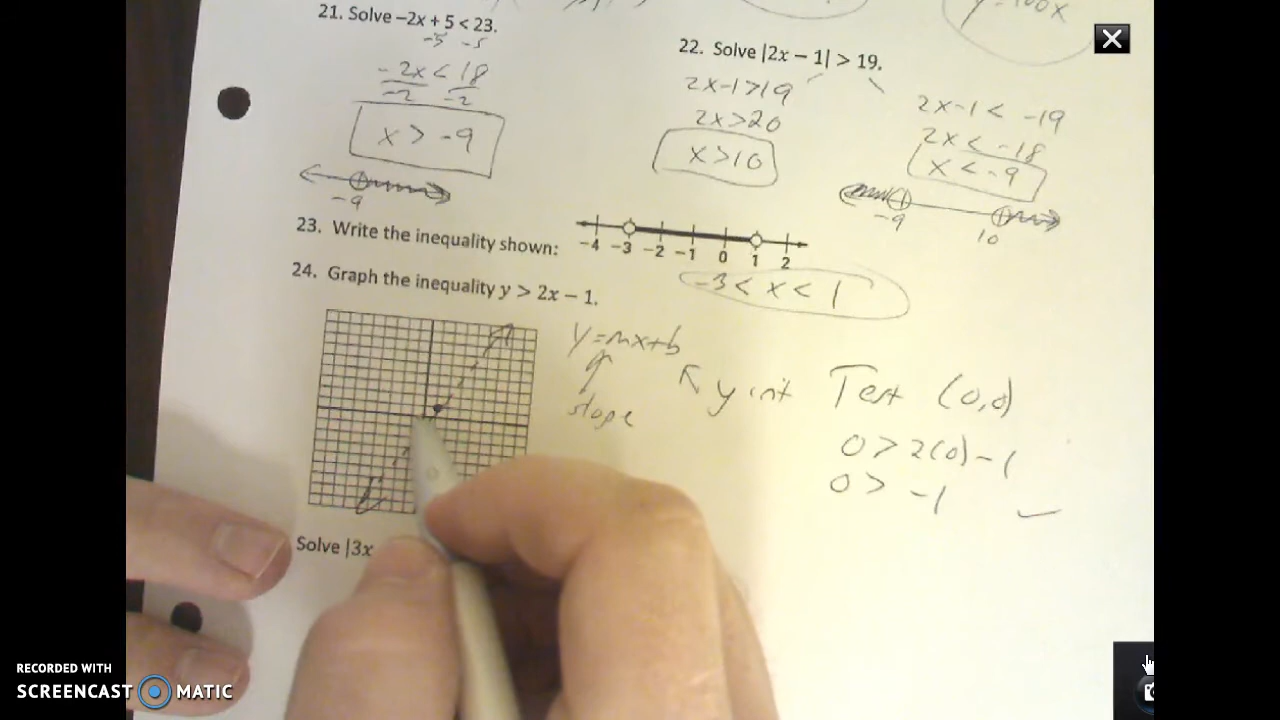 y=100x
21. Solve −2x + 5 < 23.
-5 -5
-2x < 18
-2 -2
x > -9
-9
22. Solve |2x − 1| > 19.
2x-1>19
2x>20
x>10
2x-1 < -19
2x < -18
x < -9
-9 10
23. Write the inequality shown:
−4 −3 −2 −1 0 1 2
-3 < x < 1
24. Graph the inequality y > 2x − 1.
y=mx+b
slope
y int
Test (0,0)
0 > 2(0) - 1
0 > -1 ✓
Solve |3x
RECORDED WITH
SCREENCAST MATIC